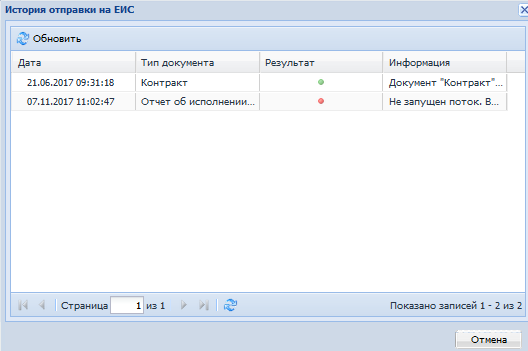 История отправки на ЕИС
Обновить
Дата Тип документа Результат Информация
21.06.2017 09:31:18 Контракт Документ "Контракт"...
07.11.2017 11:02:47 Отчет об исполнении... Не запущен поток. В...
Страница 1 из 1 Показано записей 1 - 2 из 2
Отмена